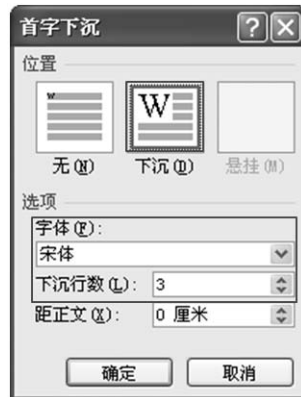 首字下沉
位置
W W
无(N) 下沉(D) 悬挂(M)
选项
字体(F):
宋体
下沉行数(L): 3
距正文(X): 0 厘米
确定 取消